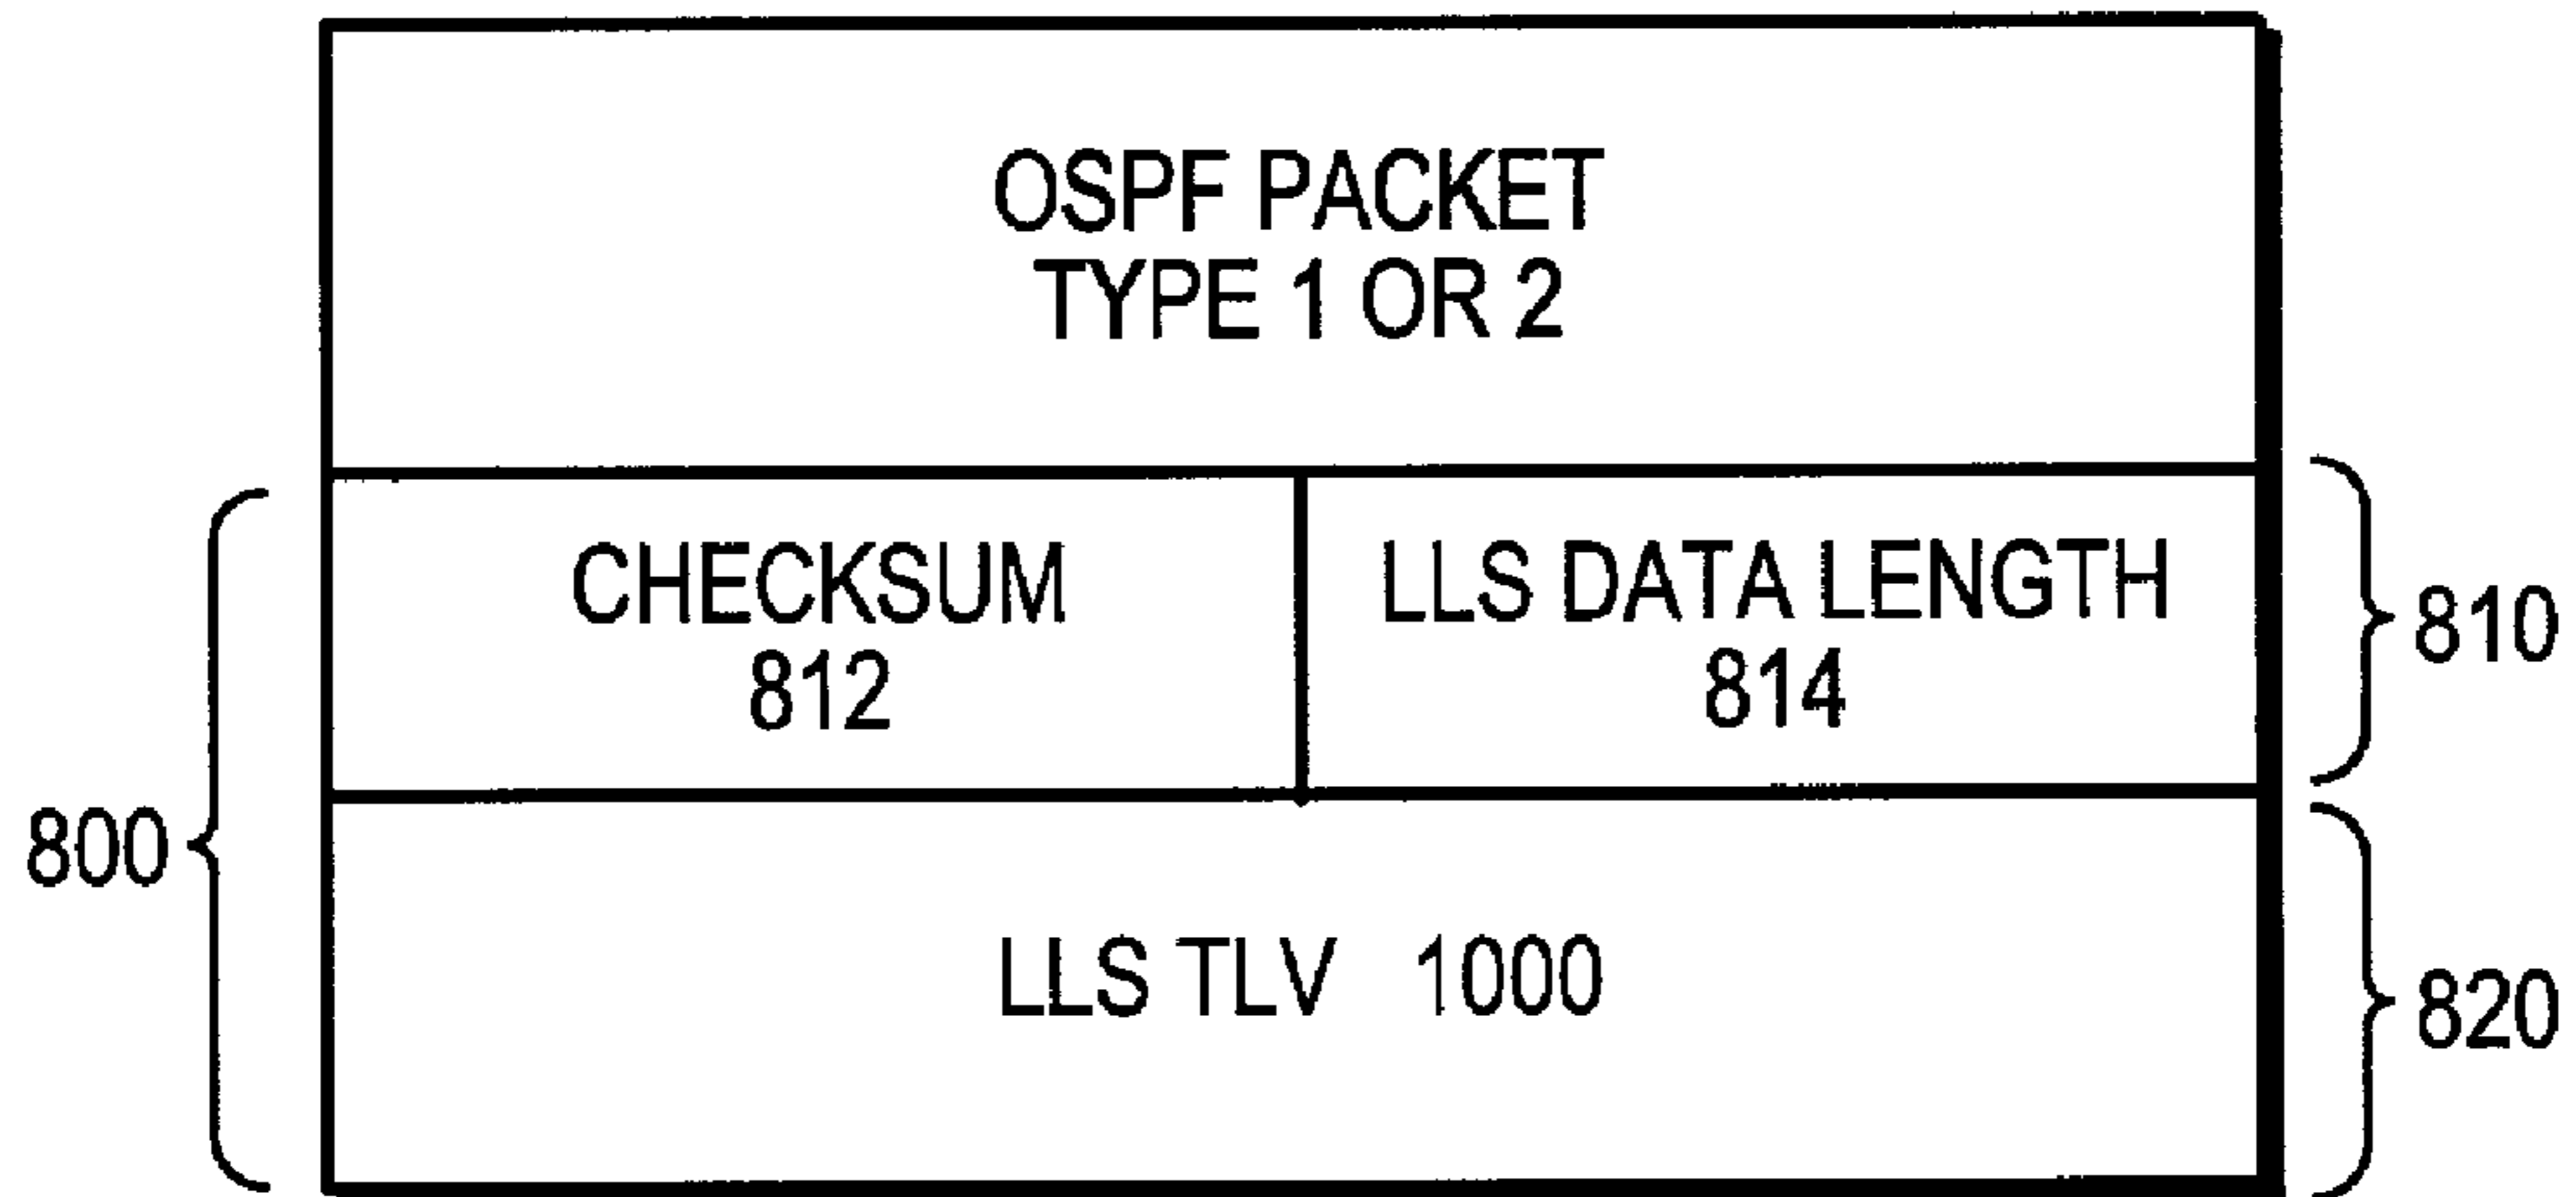 OSPF PACKET
TYPE 1 OR 2
CHECKSUM
812
LLS DATA LENGTH
814
810
800
LLS TLV 1000
820